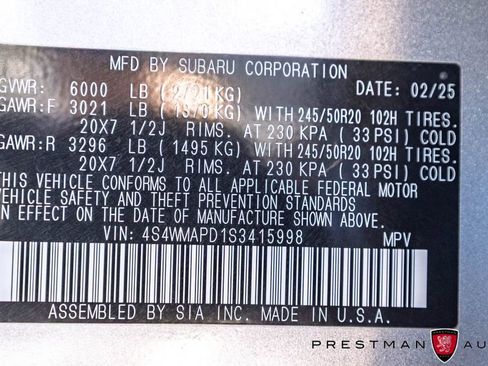 MFD BY SUBARU CORPORATION
GVWR: 6000 LB (2721KG) DATE: 02/25
GAWR:F 3021 LB (1370KG) WITH 245/50R20 102H TIRES.
20X7 1/2J RIMS. AT 230 KPA ( 33 PSI) COLD
GAWR:R 3296 LB (1495KG) WITH 245/50R20 102H TIRES.
20X7 1/2J RIMS. AT 230 KPA ( 33 PSI) COLD
THIS VEHICLE CONFORMS TO ALL APPLICABLE FEDERAL MOTOR
VEHICLE SAFETY AND THEFT PREVENTION STANDARDS
IN EFFECT ON THE DATE OF MANUFACTURE SHOWN ABOVE.
VIN: 4S4WMAPD1S3415998 MPV
ASSEMBLED BY SIA INC. MADE IN U.S.A.
PRESTMAN AU